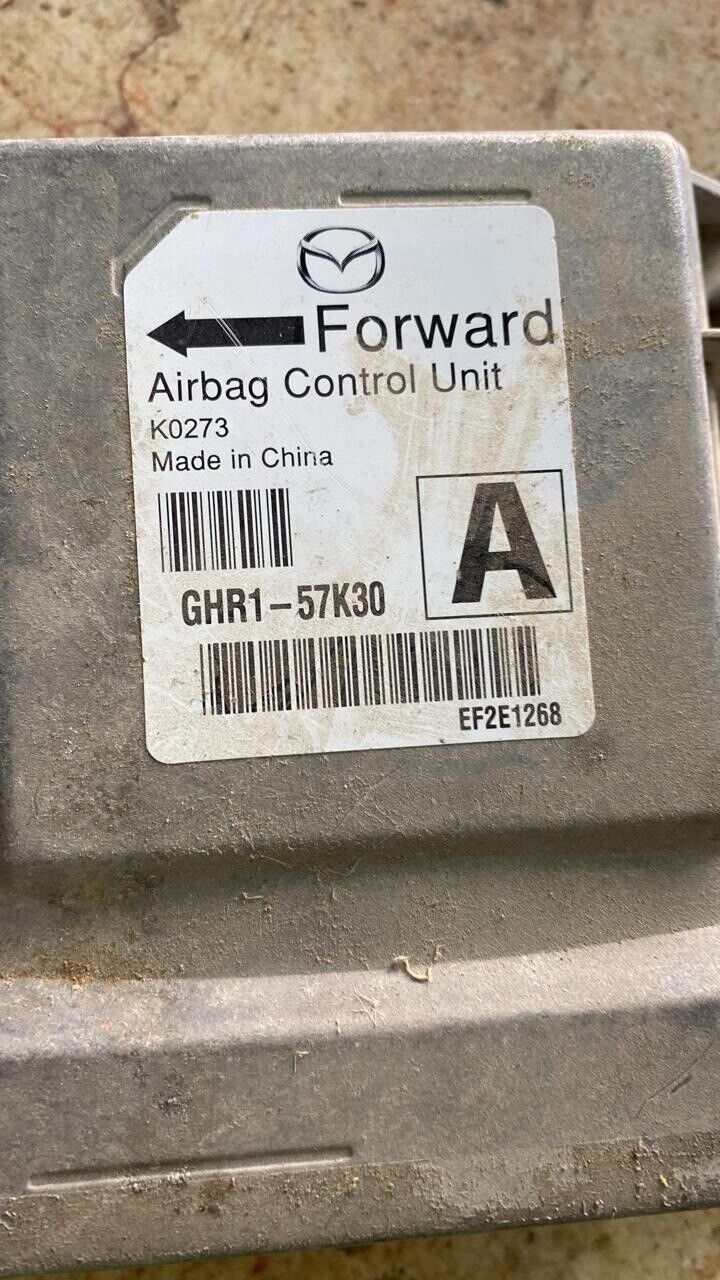 Forward
Airbag Control Unit
K0273
Made in China
A
GHR1-57K30
EF2E1268